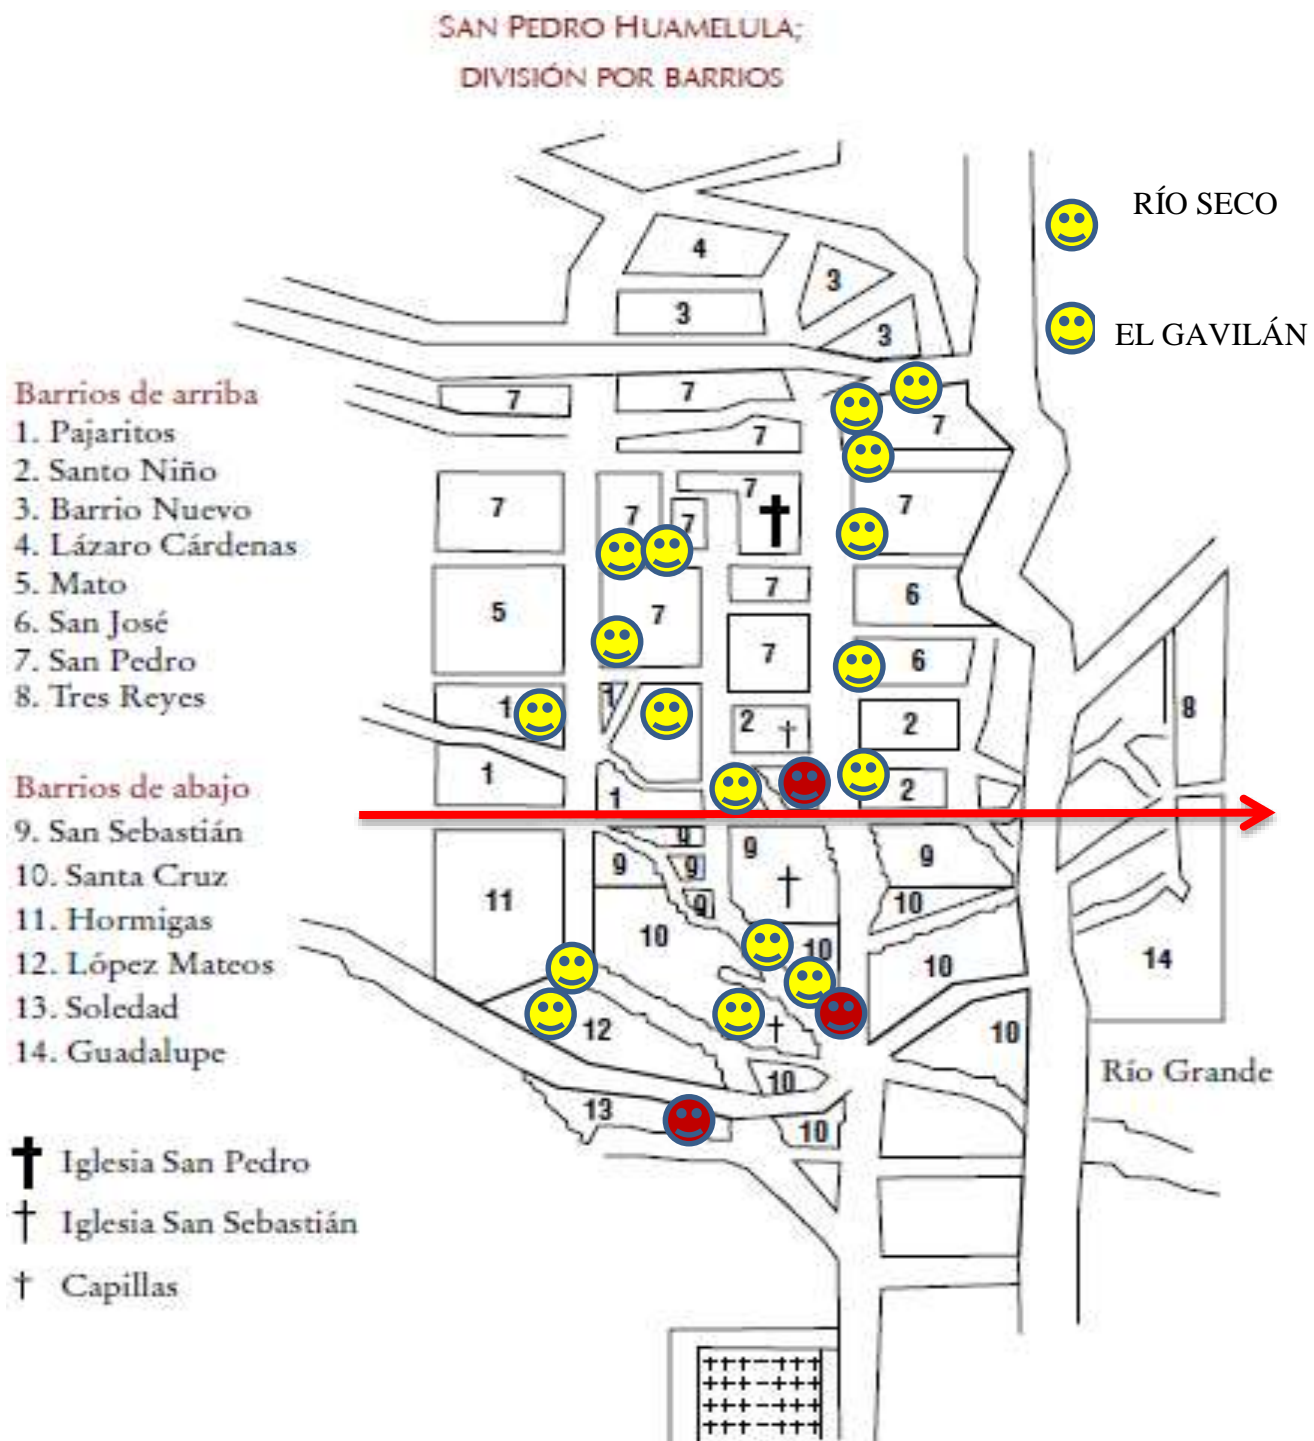 SAN PEDRO HUAMELULA;
DIVISIÓN POR BARRIOS
RÍO SECO
EL GAVILÁN
4
3
3
3
Barrios de arriba
1. Pajaritos
2. Santo Niño
3. Barrio Nuevo
4. Lázaro Cárdenas
5. Mato
6. San José
7. San Pedro
8. Tres Reyes
7
7
7
7
7
7
7
7
7
5
7
7
6
7
6
1
1
2
2
8
1
1
2
Barrios de abajo
9. San Sebastián
10. Santa Cruz
11. Hormigas
12. López Mateos
13. Soledad
14. Guadalupe
9
9
9
9
9
9
11
10
10
10
10
14
12
10
10
13
10
Río Grande
Iglesia San Pedro
Iglesia San Sebastián
Capillas